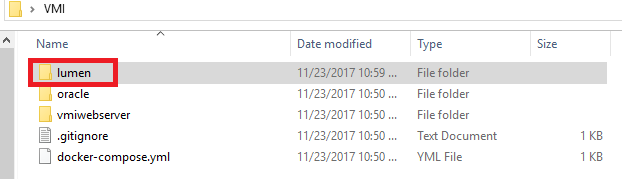 VMI
Name Date modified Type Size
lumen 11/23/2017 10:59 ... File folder
oracle 11/23/2017 10:50 ... File folder
vmiwebserver 11/23/2017 10:50 ... File folder
.gitignore 11/23/2017 10:50 ... Text Document 1 KB
docker-compose.yml 11/23/2017 10:50 ... YML File 1 KB